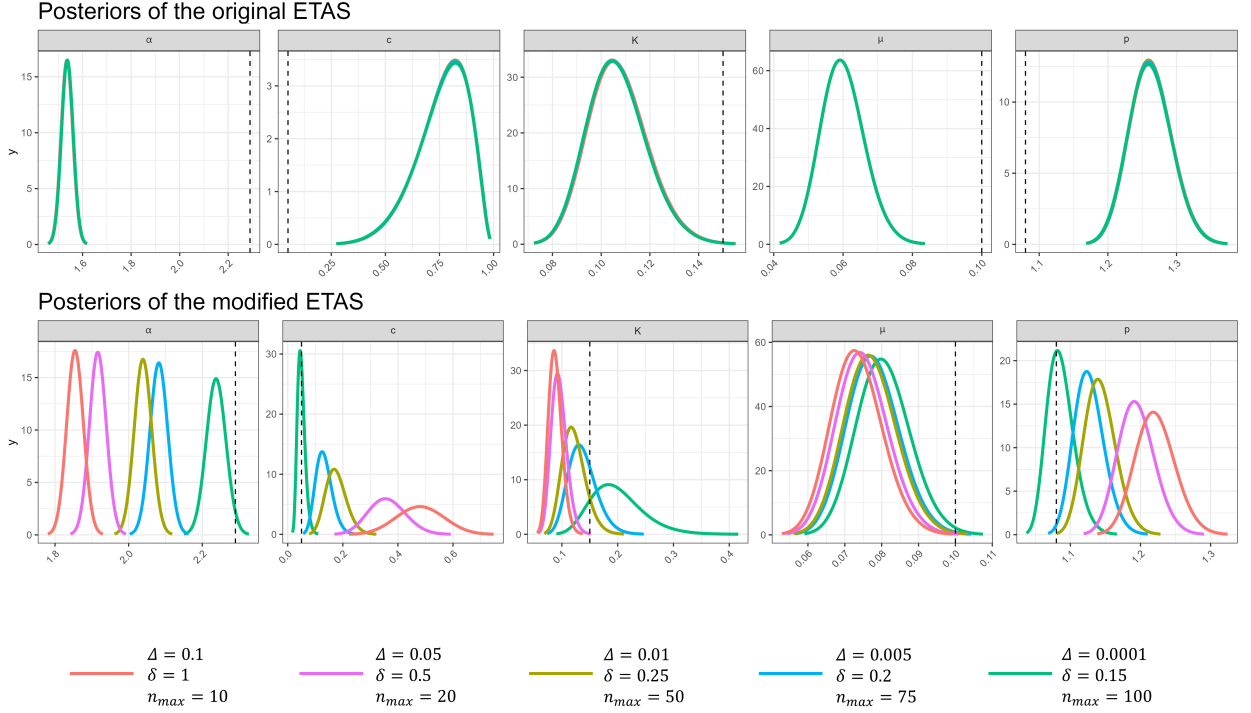 Posteriors of the original ETAS
α c K μ p
y
15 10 5 0
3 2 1 0
30 20 10 0
60 40 20 0
10 5 0
1.6 1.8 2.0 2.2
0.25 0.50 0.75 1.00
0.08 0.10 0.12 0.14
0.04 0.06 0.08 0.10
1.1 1.2 1.3
Posteriors of the modified ETAS
α c K μ p
y
15 10 5 0
30 20 10 0
30 20 10 0
60 40 20 0
20 15 10 5 0
1.8 2.0 2.2
0.0 0.2 0.4 0.6
0.1 0.2 0.3 0.4
0.06 0.07 0.08 0.09 0.10 0.11
1.1 1.2 1.3
Δ = 0.1
δ = 1
nmax = 10
Δ = 0.05
δ = 0.5
nmax = 20
Δ = 0.01
δ = 0.25
nmax = 50
Δ = 0.005
δ = 0.2
nmax = 75
Δ = 0.0001
δ = 0.15
nmax = 100